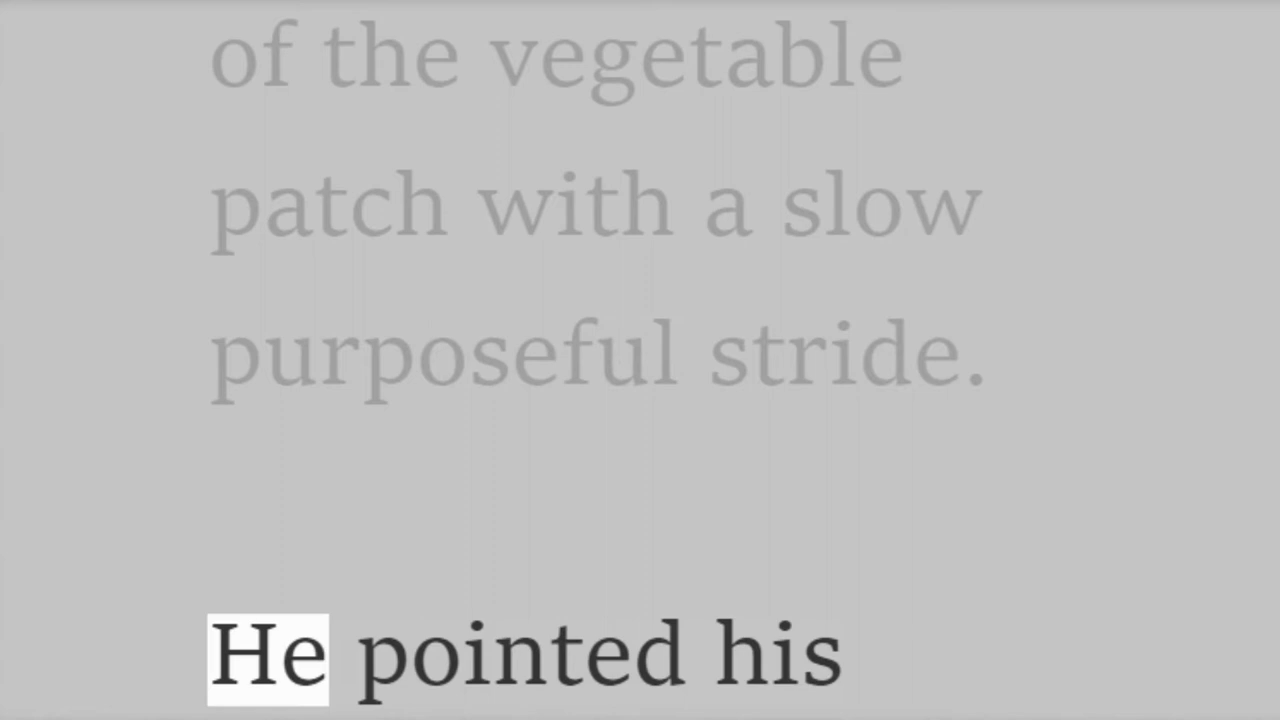 of the vegetable
patch with a slow
purposeful stride.
He pointed his